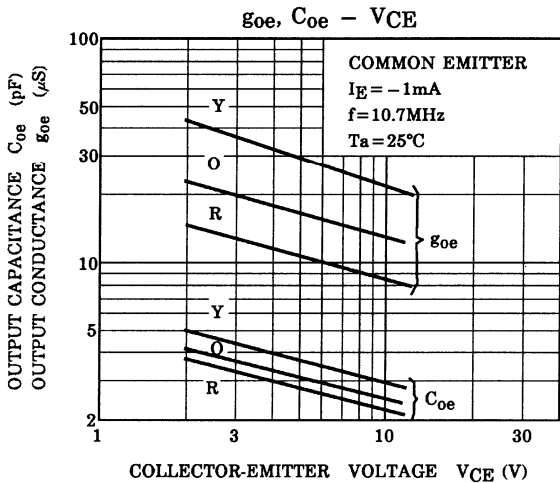 goe, Coe – VCE
OUTPUT CAPACITANCE Coe (pF)
OUTPUT CONDUCTANCE goe (μS)
100
50
30
10
5
2
COMMON EMITTER
IE = −1mA
f = 10.7MHz
Ta = 25°C
Y
O
R
goe
Y
O
R
Coe
1
3
10
30
COLLECTOR-EMITTER VOLTAGE VCE (V)